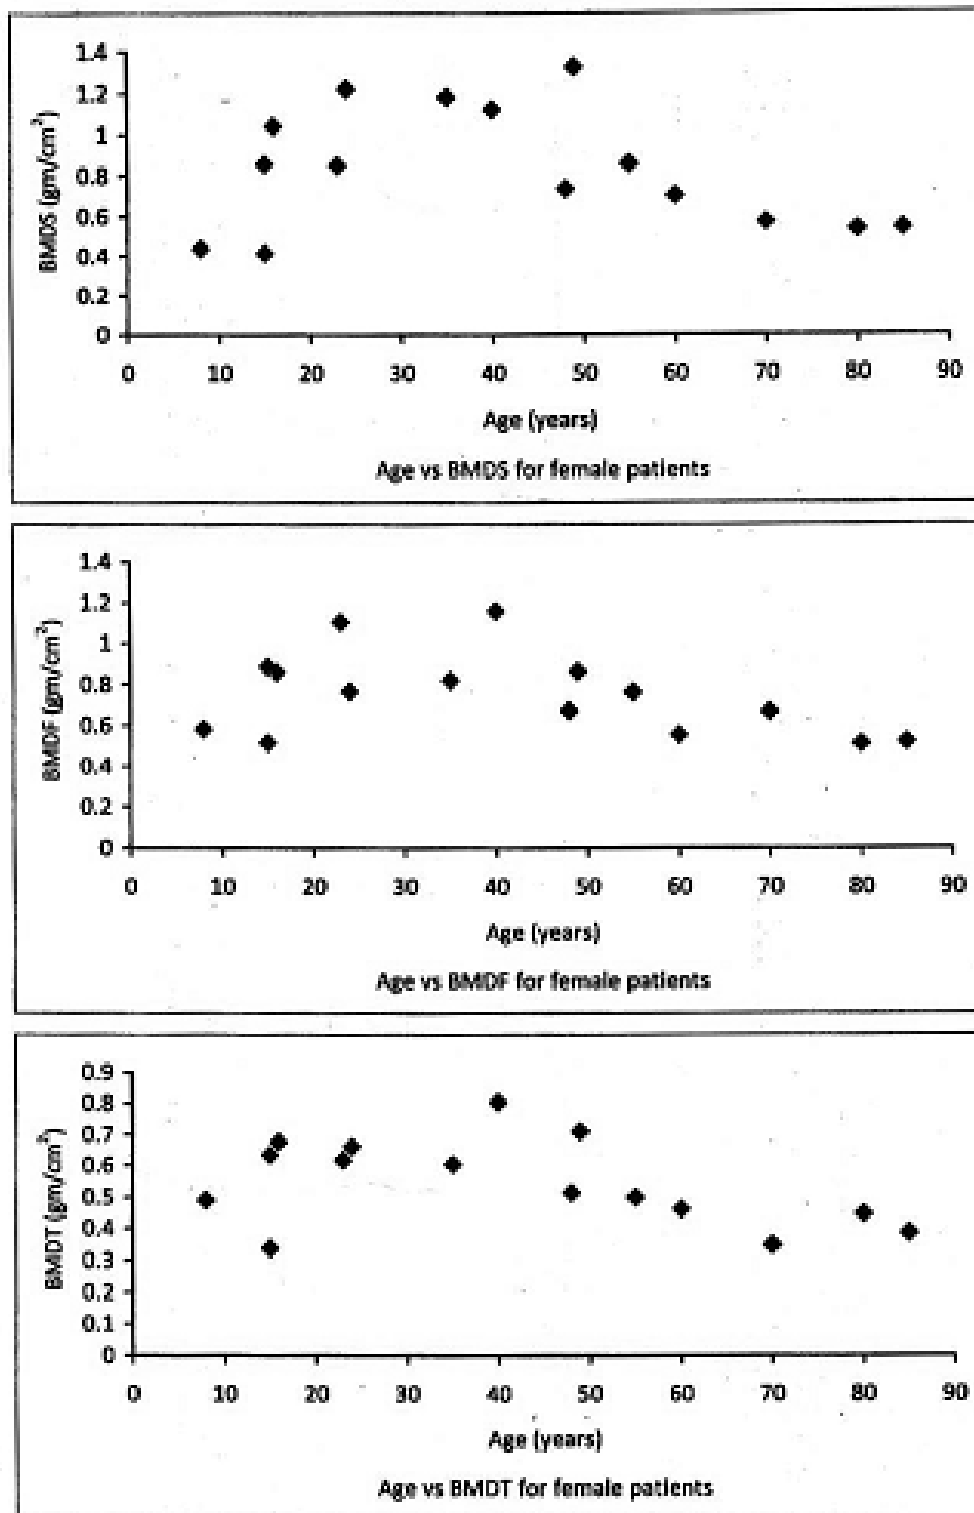 1.4
1.2
1
0.8
0.6
0.4
0.2
0
BMDS (gm/cm²)
0 10 20 30 40 50 60 70 80 90
Age (years)
Age vs BMDS for female patients
1.4
1.2
1
0.8
0.6
0.4
0.2
0
BMDF (gm/cm²)
0 10 20 30 40 50 60 70 80 90
Age (years)
Age vs BMDF for female patients
0.9
0.8
0.7
0.6
0.5
0.4
0.3
0.2
0.1
0
BMDT (gm/cm²)
0 10 20 30 40 50 60 70 80 90
Age (years)
Age vs BMDT for female patients